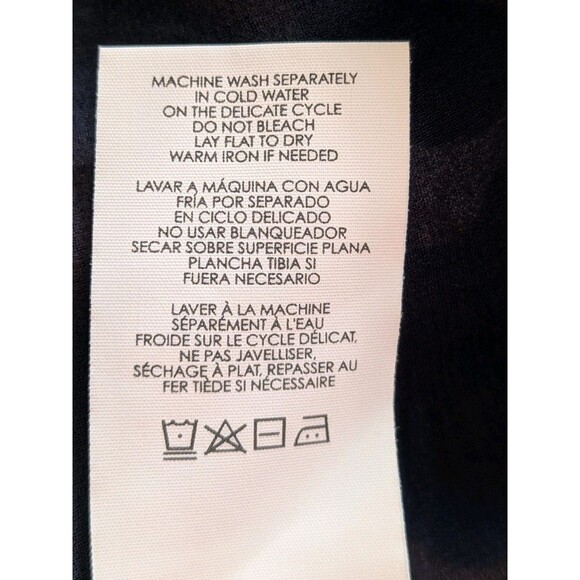 MACHINE WASH SEPARATELY
IN COLD WATER
ON THE DELICATE CYCLE
DO NOT BLEACH
LAY FLAT TO DRY
WARM IRON IF NEEDED
LAVAR A MÁQUINA CON AGUA
FRÍA POR SEPARADO
EN CICLO DELICADO
NO USAR BLANQUEADOR
SECAR SOBRE SUPERFICIE PLANA
PLANCHA TIBIA SI
FUERA NECESARIO
LAVER À LA MACHINE
SÉPARÉMENT À L'EAU
FROIDE SUR LE CYCLE DÉLICAT,
NE PAS JAVELLISER,
SÉCHAGE À PLAT, REPASSER AU
FER TIÈDE SI NÉCESSAIRE